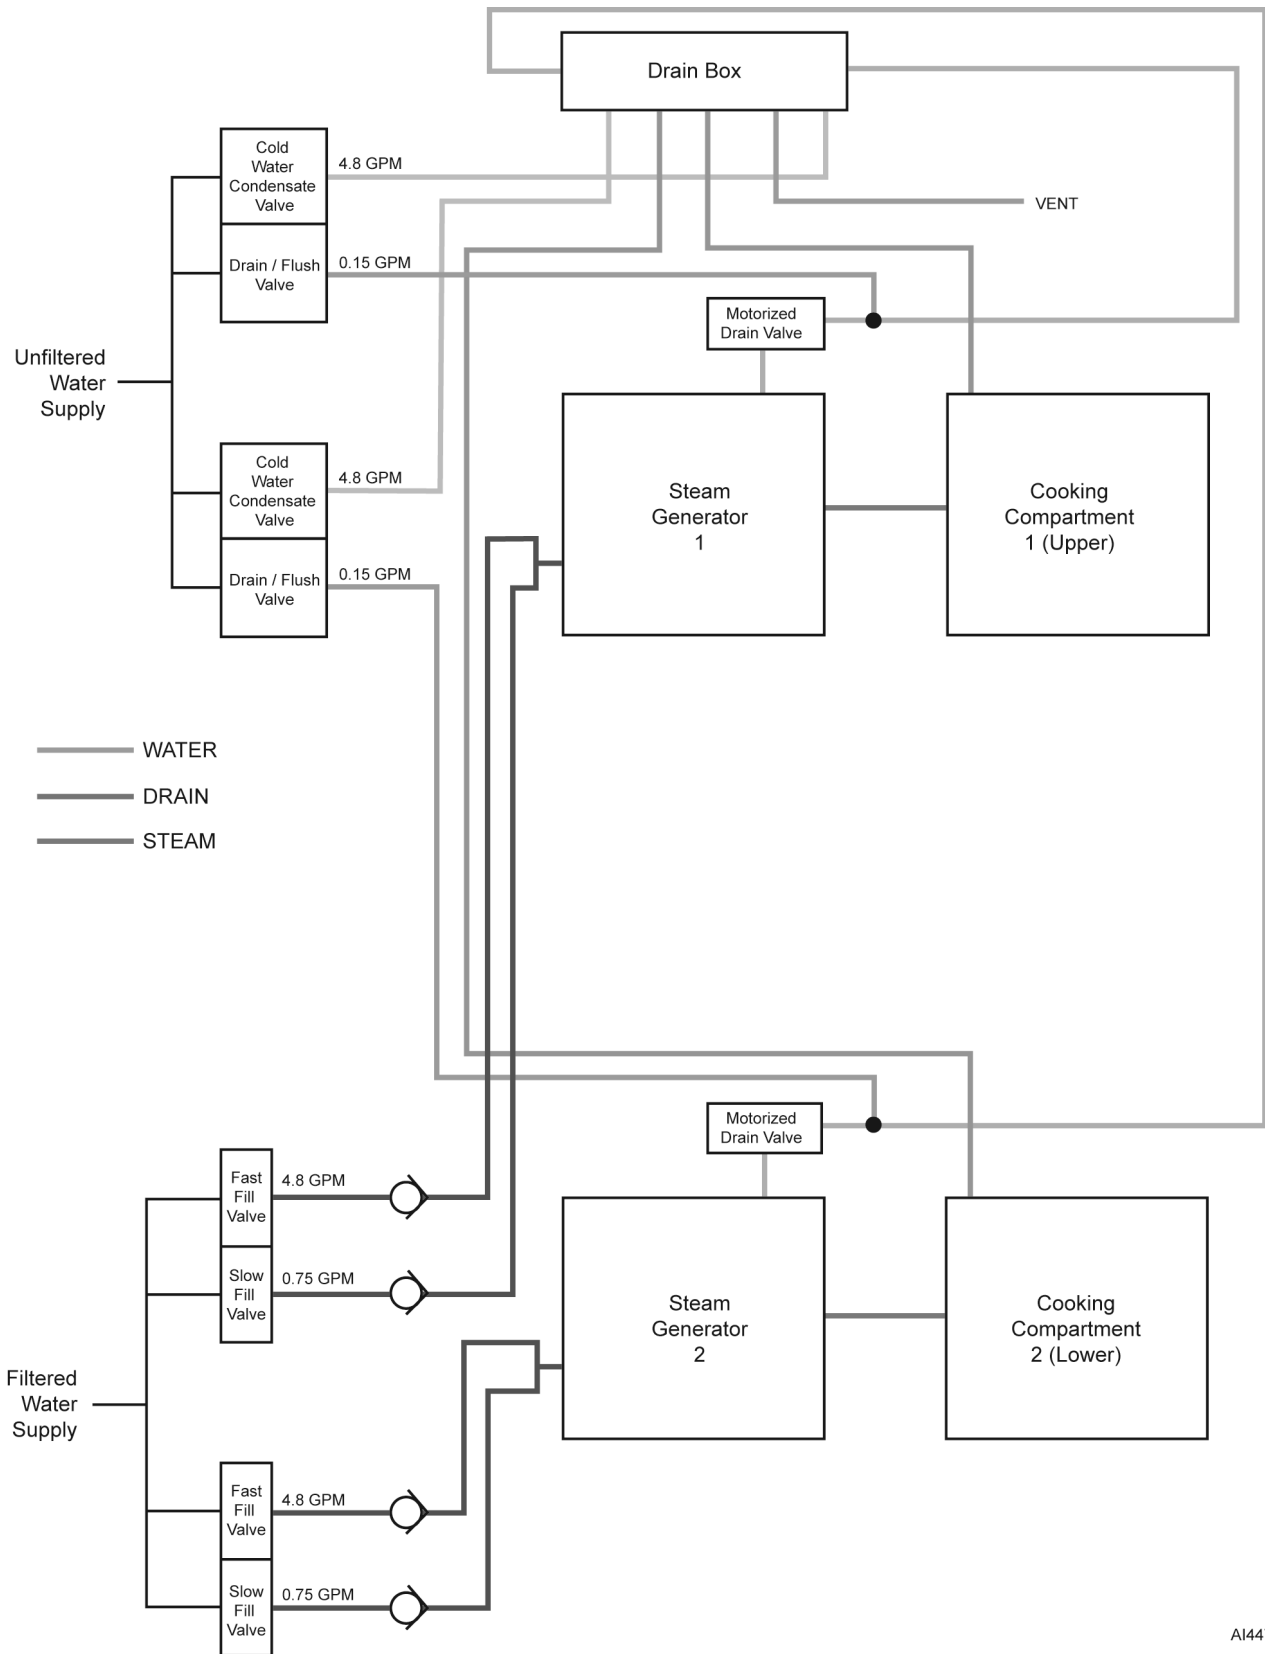 Drain Box
Cold
Water
Condensate
Valve
4.8 GPM
VENT
Drain / Flush
Valve
0.15 GPM
Motorized
Drain Valve
Unfiltered
Water
Supply
Cold
Water
Condensate
Valve
4.8 GPM
Drain / Flush
Valve
0.15 GPM
Steam
Generator
1
Cooking
Compartment
1 (Upper)
WATER
DRAIN
STEAM
Motorized
Drain Valve
Fast
Fill
Valve
4.8 GPM
Slow
Fill
Valve
0.75 GPM
Steam
Generator
2
Cooking
Compartment
2 (Lower)
Filtered
Water
Supply
Fast
Fill
Valve
4.8 GPM
Slow
Fill
Valve
0.75 GPM